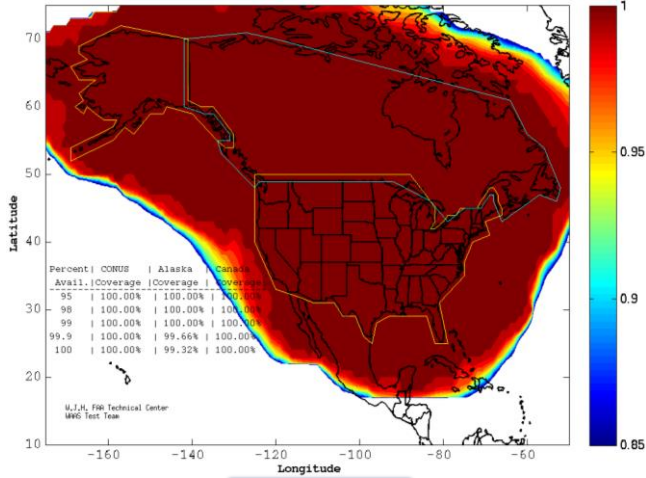 70
60
50
40
30
20
10
Latitude
-160
-140
-120
-100
-80
-60
Longitude
Percent| CONUS | Alaska | Canada
Avail. |Coverage |Coverage | Coverage
95 | 100.00% | 100.00% | 100.00%
98 | 100.00% | 100.00% | 100.00%
99 | 100.00% | 100.00% | 100.00%
99.9 | 100.00% | 99.66% | 100.00%
100 | 100.00% | 99.32% | 100.00%
W.J.H. FAA Technical Center
WAAS Test Team
1
0.95
0.9
0.85